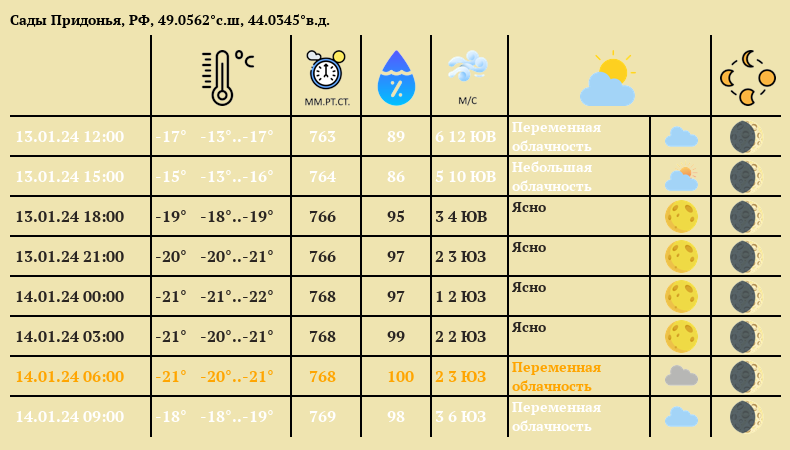 Сады Придонья, РФ, 49.0562°с.ш, 44.0345°в.д.
°C ММ.РТ.СТ. % М/С
13.01.24 12:00 -17° -13°..-17° 763 89 6 12 ЮВ Переменная облачность
13.01.24 15:00 -15° -13°..-16° 764 86 5 10 ЮВ Небольшая облачность
13.01.24 18:00 -19° -18°..-19° 766 95 3 4 ЮВ Ясно
13.01.24 21:00 -20° -20°..-21° 766 97 2 3 ЮЗ Ясно
14.01.24 00:00 -21° -21°..-22° 768 97 1 2 ЮЗ Ясно
14.01.24 03:00 -21° -20°..-21° 768 99 2 2 ЮЗ Ясно
14.01.24 06:00 -21° -20°..-21° 768 100 2 3 ЮЗ Переменная облачность
14.01.24 09:00 -18° -18°..-19° 769 98 3 6 ЮЗ Переменная облачность